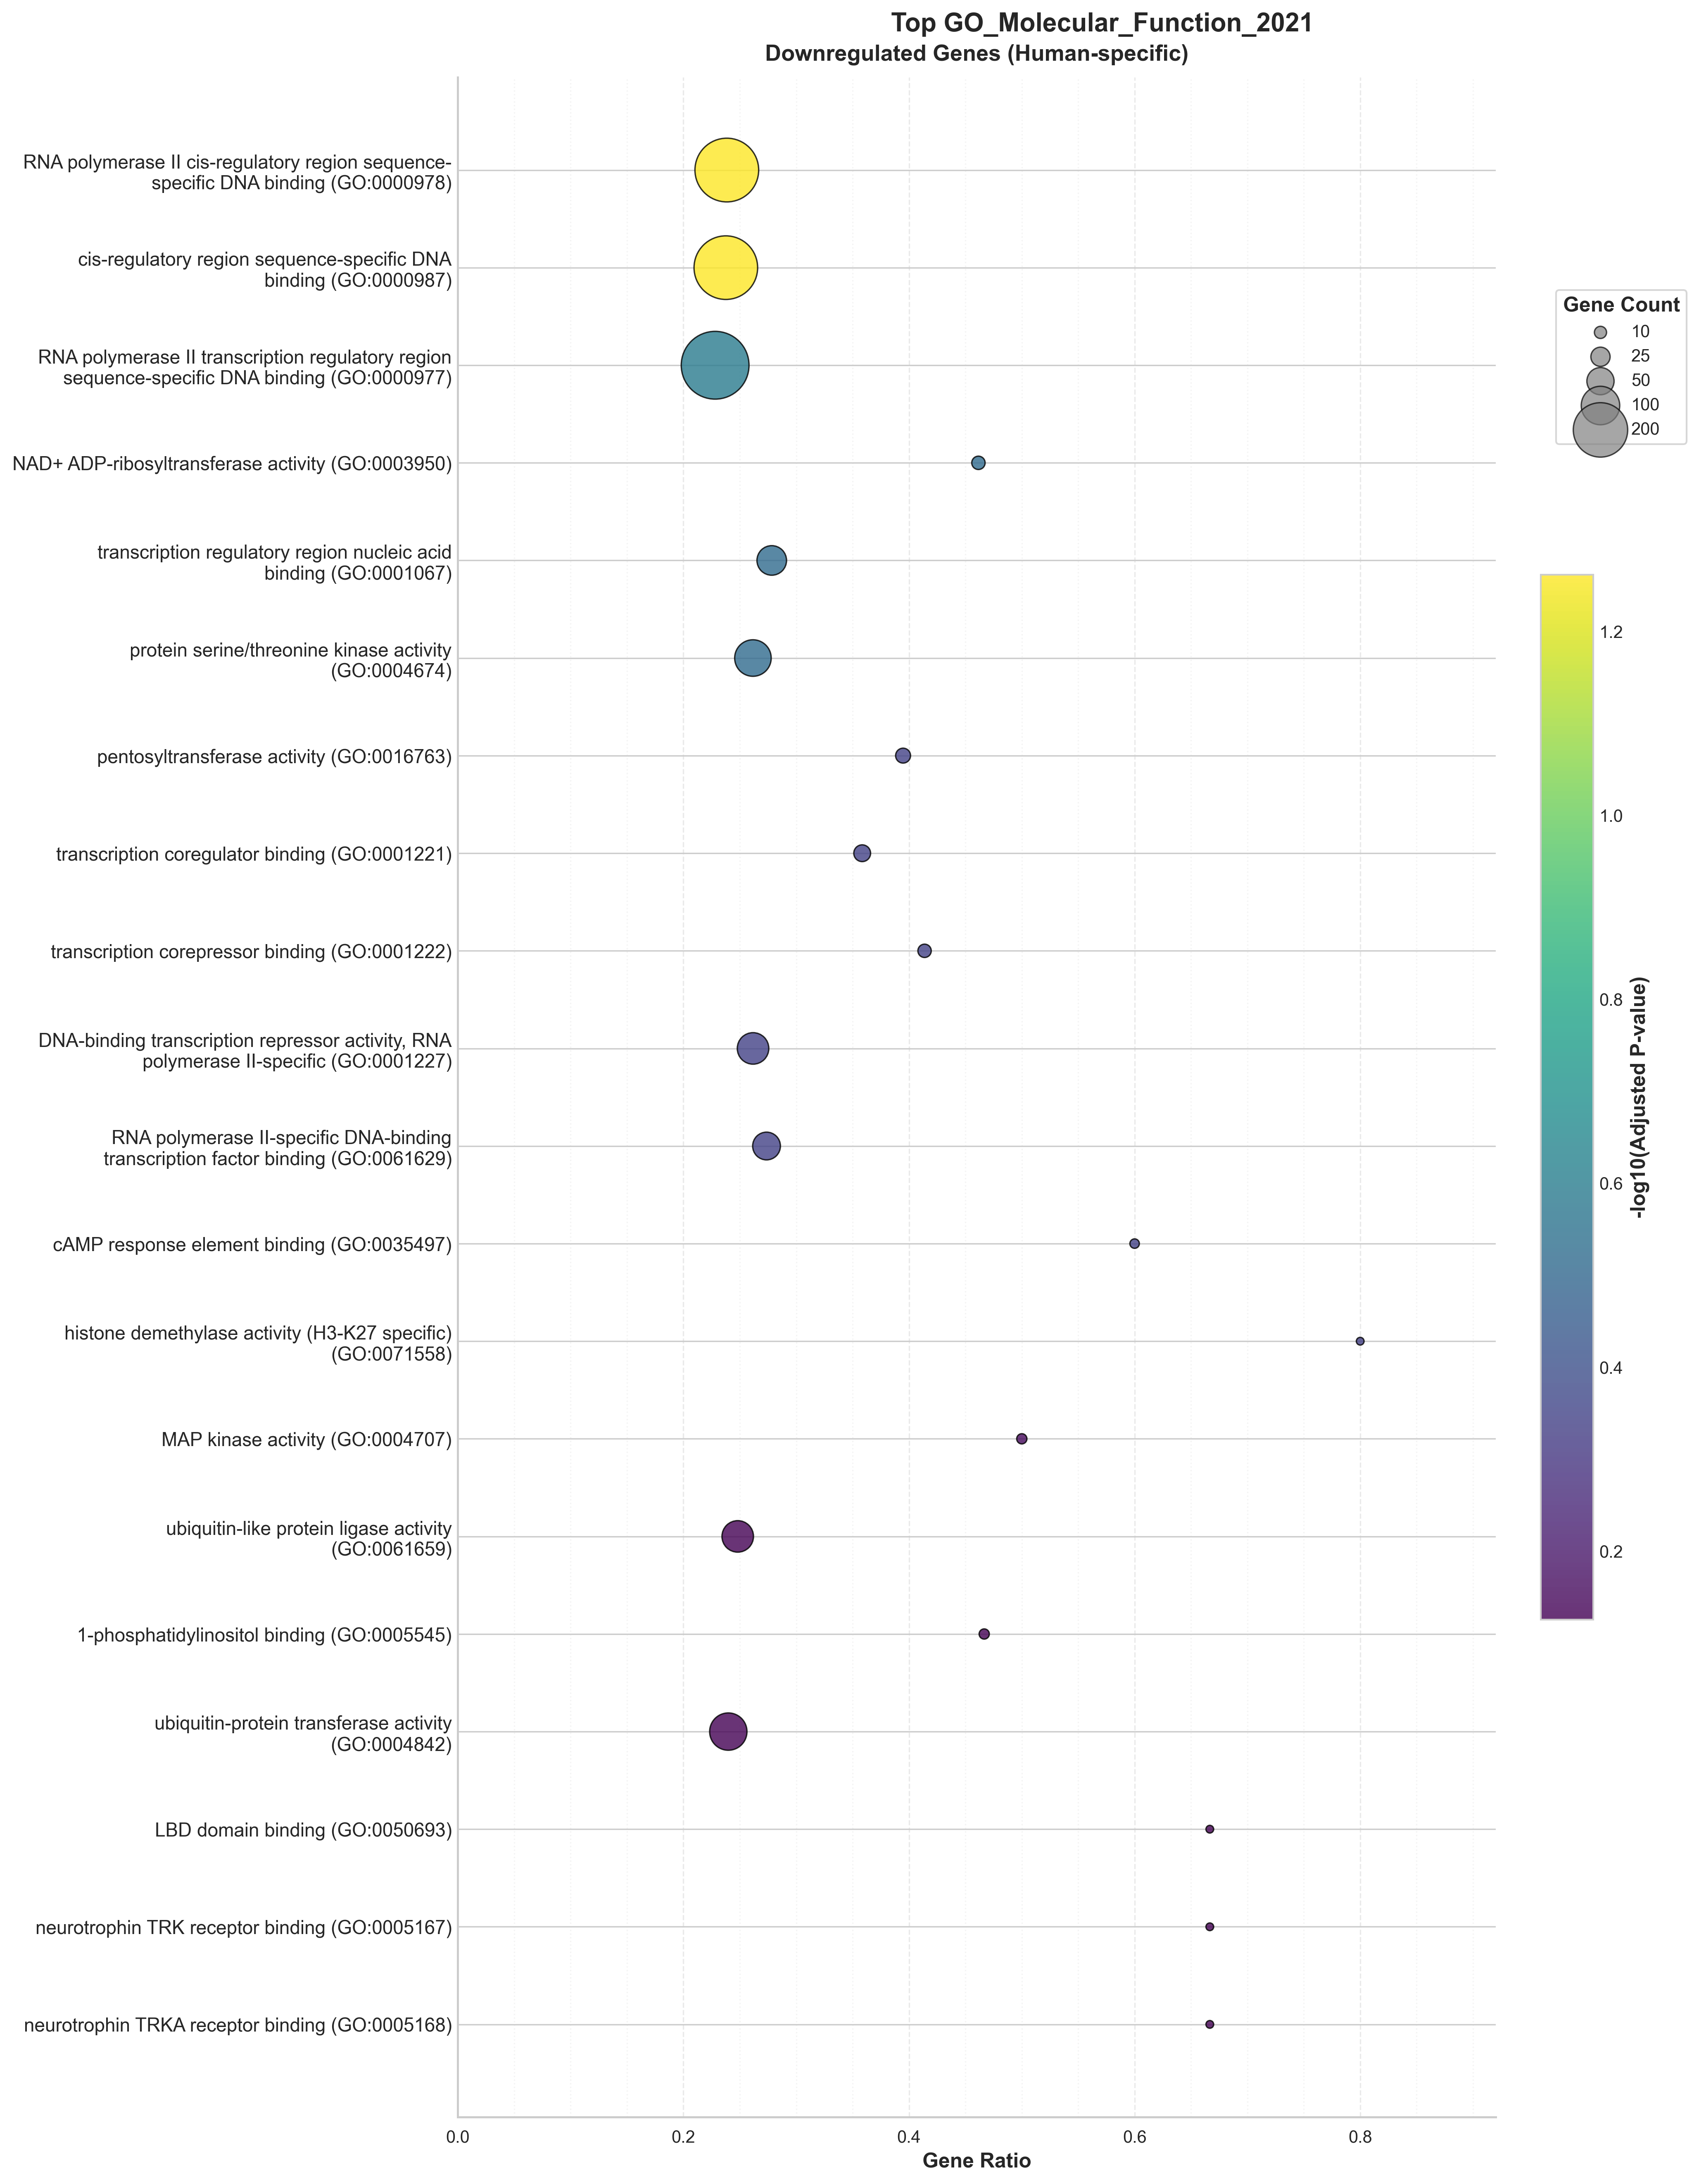 Top GO_Molecular_Function_2021
Downregulated Genes (Human-specific)
RNA polymerase II cis-regulatory region sequence-
specific DNA binding (GO:0000978)
cis-regulatory region sequence-specific DNA
binding (GO:0000987)
RNA polymerase II transcription regulatory region
sequence-specific DNA binding (GO:0000977)
NAD+ ADP-ribosyltransferase activity (GO:0003950)
transcription regulatory region nucleic acid
binding (GO:0001067)
protein serine/threonine kinase activity
(GO:0004674)
pentosyltransferase activity (GO:0016763)
transcription coregulator binding (GO:0001221)
transcription corepressor binding (GO:0001222)
DNA-binding transcription repressor activity, RNA
polymerase II-specific (GO:0001227)
RNA polymerase II-specific DNA-binding
transcription factor binding (GO:0061629)
cAMP response element binding (GO:0035497)
histone demethylase activity (H3-K27 specific)
(GO:0071558)
MAP kinase activity (GO:0004707)
ubiquitin-like protein ligase activity
(GO:0061659)
1-phosphatidylinositol binding (GO:0005545)
ubiquitin-protein transferase activity
(GO:0004842)
LBD domain binding (GO:0050693)
neurotrophin TRK receptor binding (GO:0005167)
neurotrophin TRKA receptor binding (GO:0005168)
0.0 0.2 0.4 0.6 0.8
Gene Ratio
Gene Count
10
25
50
100
200
1.2
1.0
0.8
0.6
0.4
0.2
-log10(Adjusted P-value)